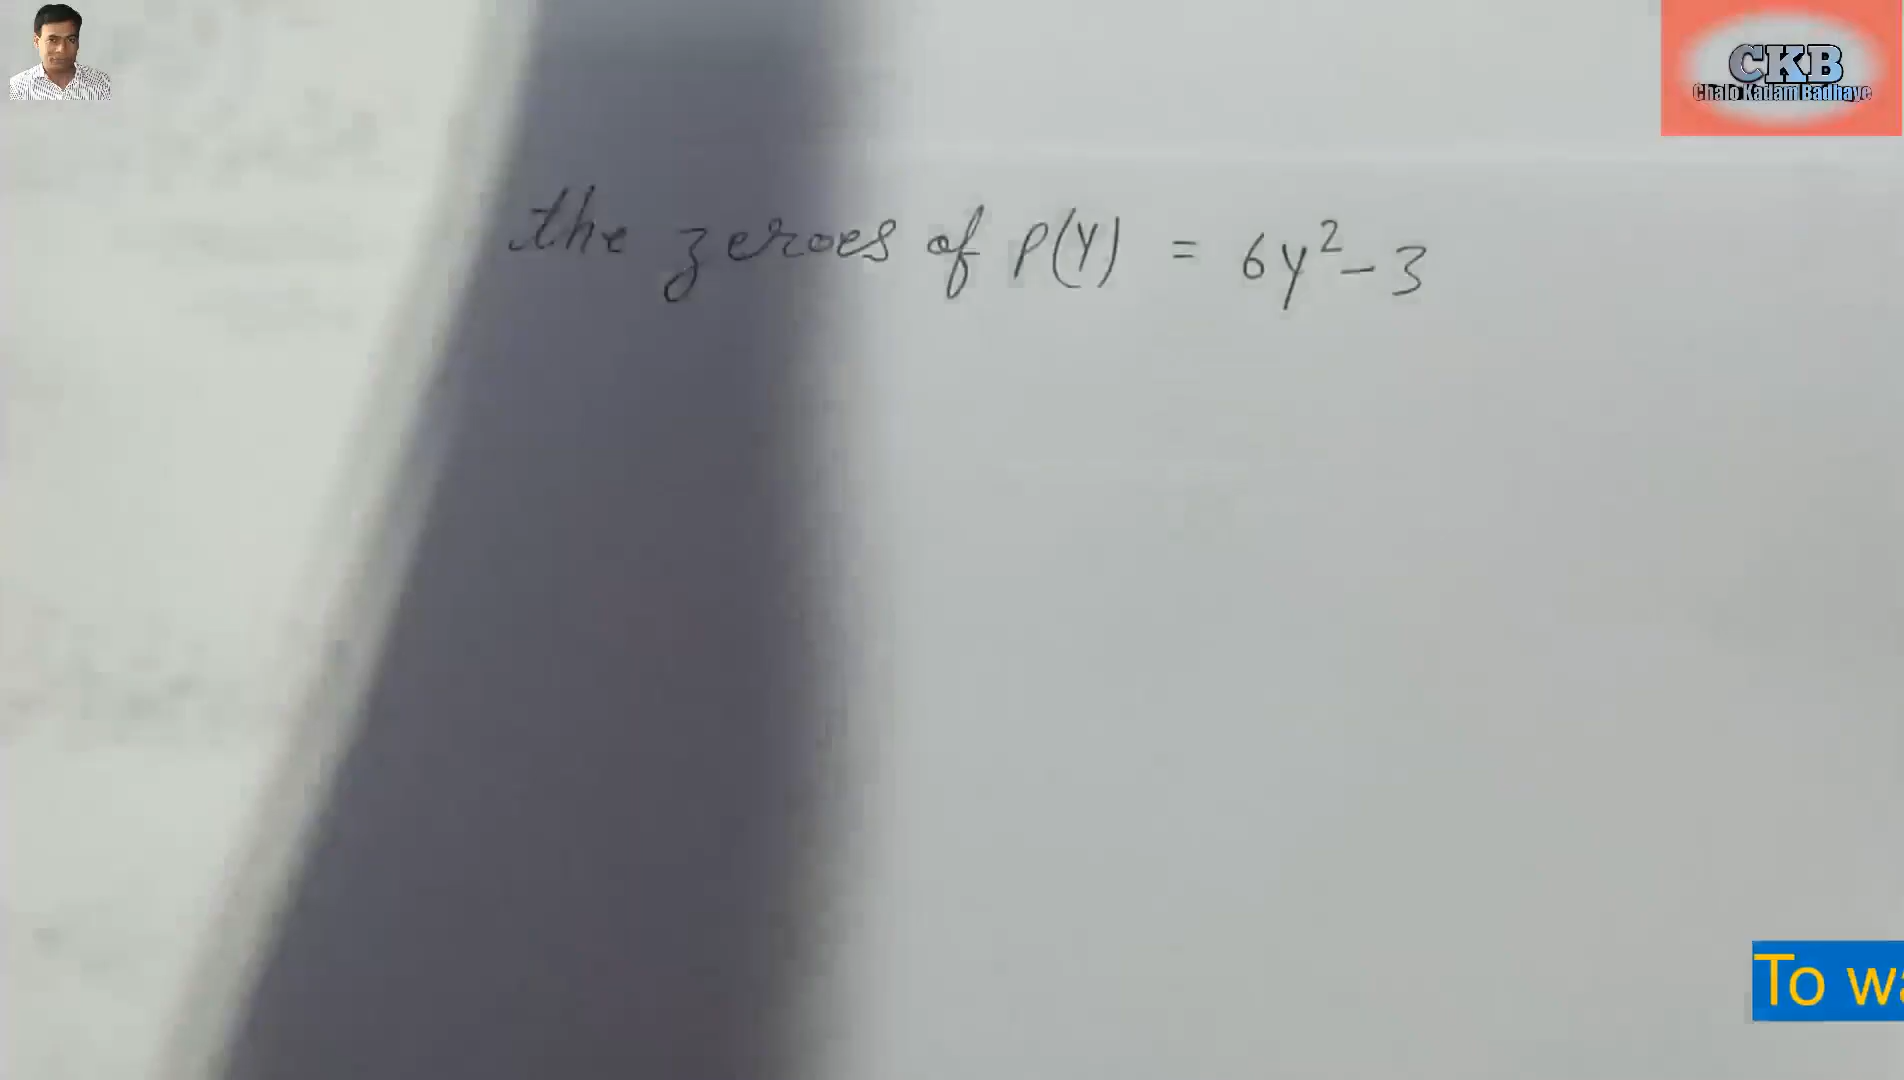 CKB
Chalo Kadam Badhaye
the zeroes of P(Y) = 6y² - 3
To wa